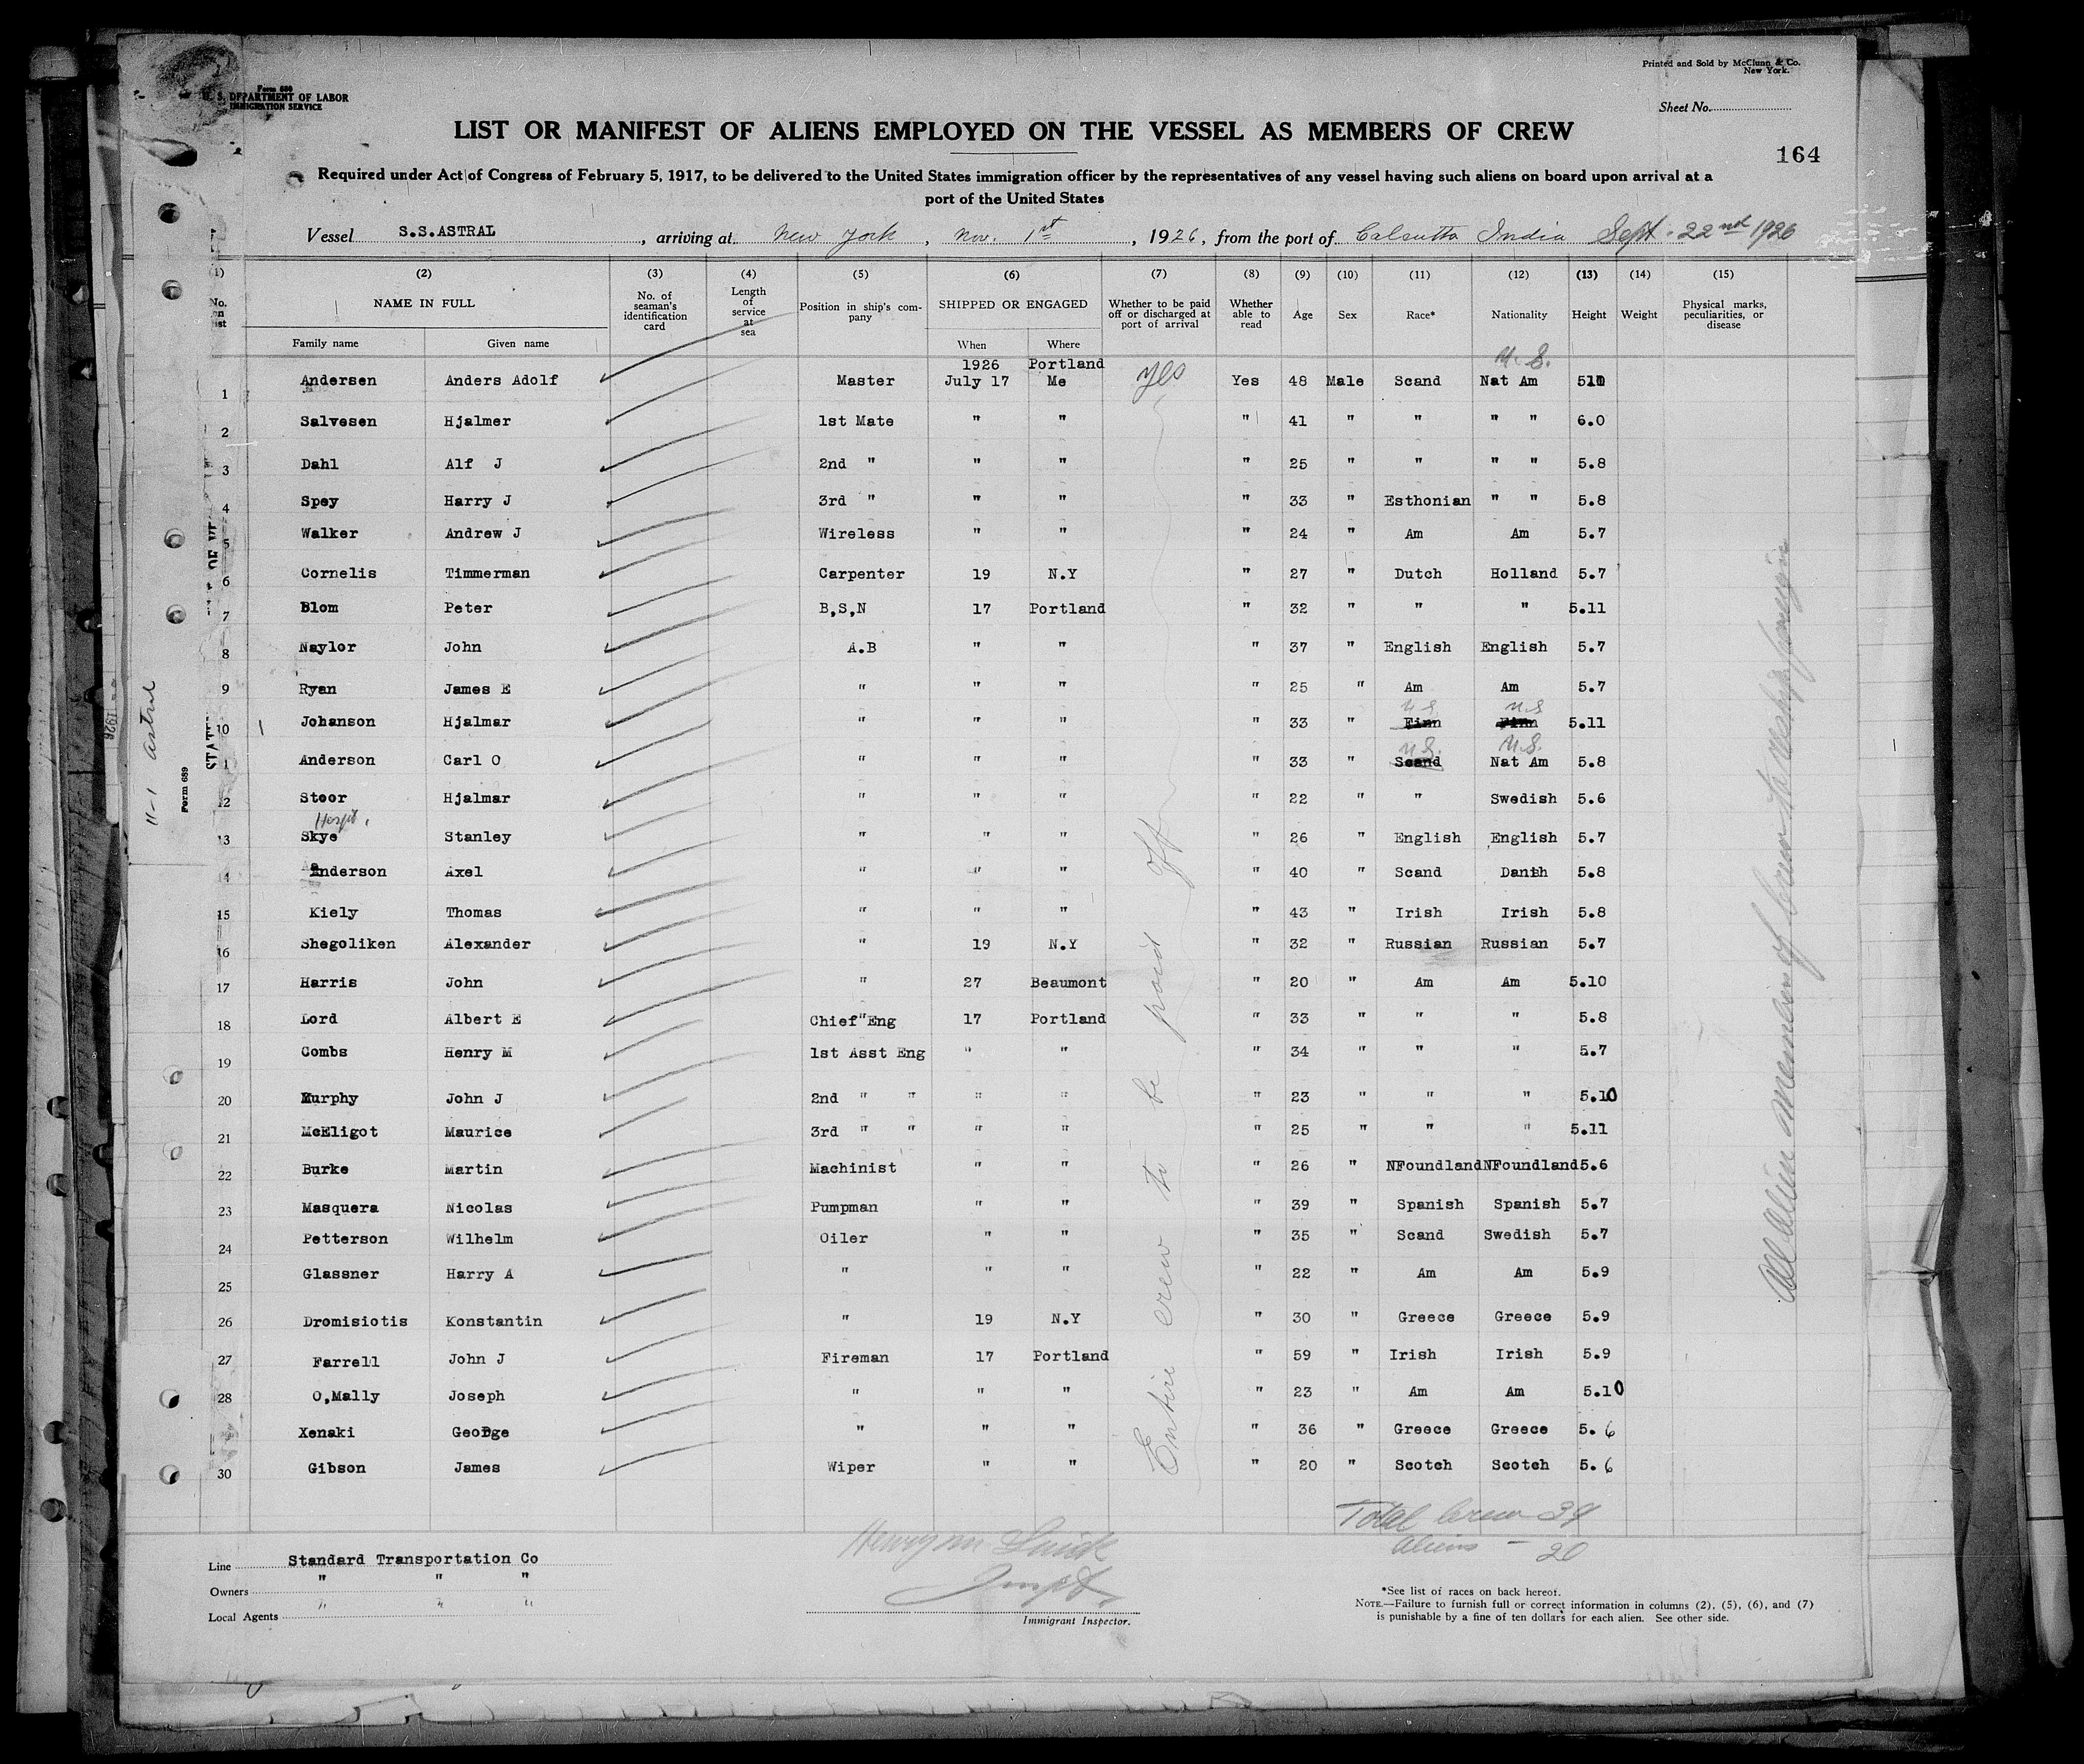 Printed and Sold by McClunn & Co.
New York.
Form 689
U. S. DEPARTMENT OF LABOR
IMMIGRATION SERVICE
Sheet No.
LIST OR MANIFEST OF ALIENS EMPLOYED ON THE VESSEL AS MEMBERS OF CREW
164
Required under Act of Congress of February 5, 1917, to be delivered to the United States immigration officer by the representatives of any vessel having such aliens on board upon arrival at a
port of the United States
Vessel S.S.ASTRAL, arriving at New York, Nov. 1st, 1926, from the port of Calcutta India Sept. 22nd 1926
(1) (2) (3) (4) (5) (6) (7) (8) (9) (10) (11) (12) (13) (14) (15)
No. on list NAME IN FULL No. of seaman's identification card Length of service at sea Position in ship's company SHIPPED OR ENGAGED Whether to be paid off or discharged at port of arrival Whether able to read Age Sex Race* Nationality Height Weight Physical marks, peculiarities, or disease
Family name Given name When Where
1926 Portland U. S.
1 Andersen Anders Adolf Master July 17 Me yes Yes 48 Male Scand Nat Am 510
2 Salvesen Hjalmer 1st Mate " " " 41 " " " " 6.0
3 Dahl Alf J 2nd " " " " 25 " " " " 5.8
4 Spey Harry J 3rd " " " " 33 " Esthonian " " 5.8
5 Walker Andrew J Wireless " " " 24 " Am Am 5.7
6 Cornelis Timmerman Carpenter 19 N.Y " 27 " Dutch Holland 5.7
7 Blom Peter B,S,N 17 Portland " 32 " " " 5.11
8 Naylor John A.B " " " 37 " English English 5.7
9 Ryan James E " " " " 25 " Am Am 5.7
U S U.S
10 Johanson Hjalmar " " " " 33 " Finn Finn 5.11
U.S. U.S.
11 Anderson Carl O " " " " 33 " Scand Nat Am 5.8
12 Stoor Hjalmar " " " " 22 " " Swedish 5.6
Hospt.
13 Skye Stanley " " " " 26 " English English 5.7
14 Anderson Axel " " " " 40 " Scand Danish 5.8
15 Kiely Thomas " " " " 43 " Irish Irish 5.8
16 Shegoliken Alexander " 19 N.Y " 32 " Russian Russian 5.7
17 Harris John " 27 Beaumont " 20 " Am Am 5.10
18 Lord Albert E Chief"Eng 17 Portland " 33 " " " 5.8
19 Combs Henry M 1st Asst Eng " " " 34 " " " 5.7
20 Murphy John J 2nd " " " " " 23 " " " 5.10
21 McEligot Maurice 3rd " " " " " 25 " " " 5.11
22 Burke Martin Machinist " " " 26 " NFoundland NFoundland 5.6
23 Masquera Nicolas Pumpman " " " 39 " Spanish Spanish 5.7
24 Petterson Wilhelm Oiler " " " 35 " Scand Swedish 5.7
25 Glassner Harry A " " " " 22 " Am Am 5.9
26 Dromisiotis Konstantin " 19 N.Y " 30 " Greece Greece 5.9
27 Farrell John J Fireman 17 Portland " 59 " Irish Irish 5.9
28 O,Mally Joseph " " " " 23 " Am Am 5.10
Xenaki George " " " " 36 " Greece Greece 5.6
30 Gibson James Wiper " " " 20 " Scotch Scotch 5.6
Entire crew to be paid off
All alien members of crew to reship foreign
11-1 Astral
Form 689
1926
Total Crew 39
Aliens - 20
Line Standard Transportation Co
Owners " " "
Local Agents " " "
Inspt.
Immigrant Inspector.
*See list of races on back hereof.
NOTE.—Failure to furnish full or correct information in columns (2), (5), (6), and (7)
is punishable by a fine of ten dollars for each alien. See other side.